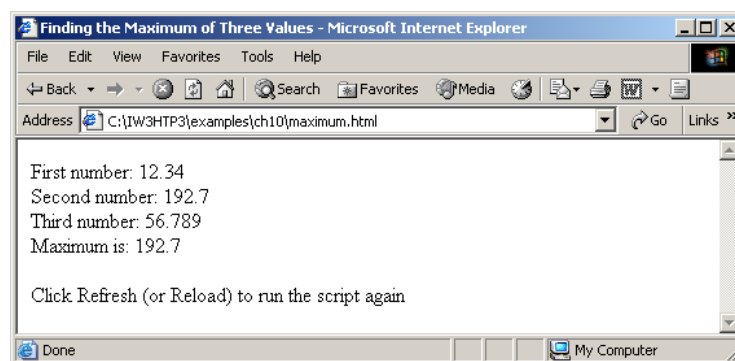 Finding the Maximum of Three Values - Microsoft Internet Explorer
File Edit View Favorites Tools Help
Back Search Favorites Media W
Address C:\IW3HTP3\examples\ch10\maximum.html Go Links »
First number: 12.34
Second number: 192.7
Third number: 56.789
Maximum is: 192.7
Click Refresh (or Reload) to run the script again
Done My Computer